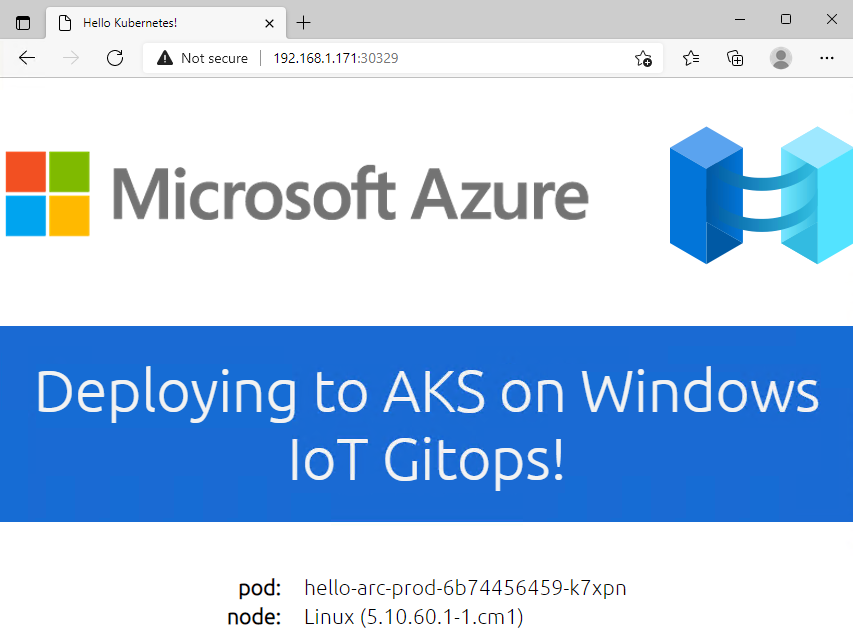 Hello Kubernetes!
Not secure
192.168.1.171:30329
Microsoft Azure
Deploying to AKS on Windows
IoT Gitops!
pod: hello-arc-prod-6b74456459-k7xpn
node: Linux (5.10.60.1-1.cm1)